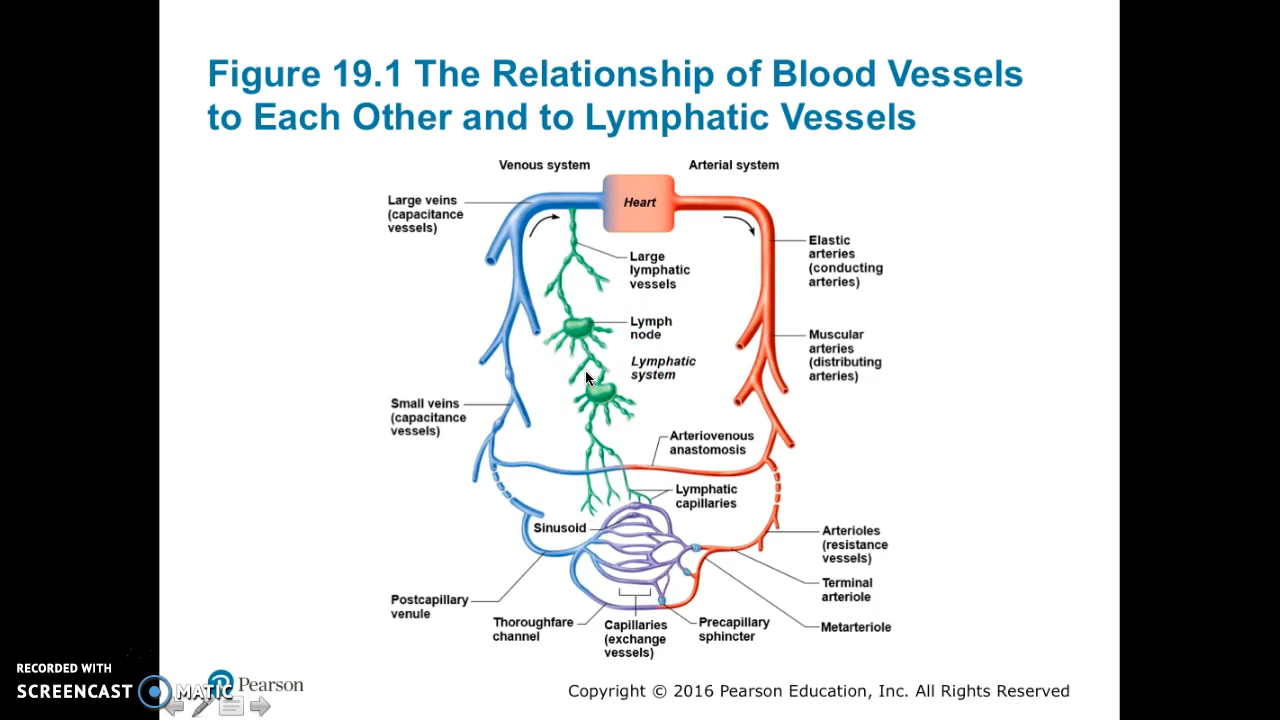 Figure 19.1 The Relationship of Blood Vessels
to Each Other and to Lymphatic Vessels
Venous system
Arterial system
Heart
Large veins
(capacitance
vessels)
Elastic
arteries
(conducting
arteries)
Large
lymphatic
vessels
Lymph
node
Lymphatic
system
Muscular
arteries
(distributing
arteries)
Small veins
(capacitance
vessels)
Arteriovenous
anastomosis
Lymphatic
capillaries
Sinusoid
Arterioles
(resistance
vessels)
Terminal
arteriole
Postcapillary
venule
Thoroughfare
channel
Capillaries
(exchange
vessels)
Precapillary
sphincter
Metarteriole
RECORDED WITH
SCREENCAST MATIC
Pearson
Copyright © 2016 Pearson Education, Inc. All Rights Reserved